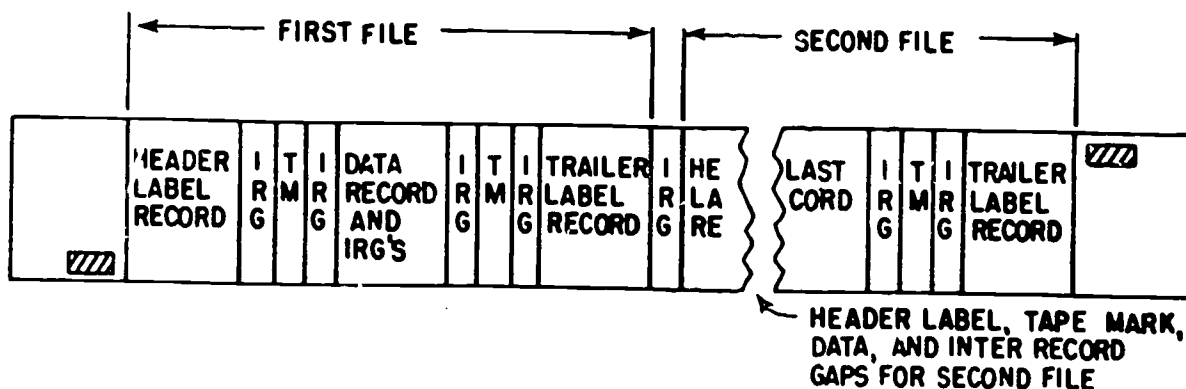 FIRST FILE
SECOND FILE
HEADER
LABEL
RECORD
I
R
G
T
M
I
R
G
DATA
RECORD
AND
IRG'S
I
R
G
T
M
I
R
G
TRAILER
LABEL
RECORD
I
R
G
HE
LA
RE
LAST
CORD
I
R
G
T
M
I
R
G
TRAILER
LABEL
RECORD
HEADER LABEL, TAPE MARK,
DATA, AND INTER RECORD
GAPS FOR SECOND FILE